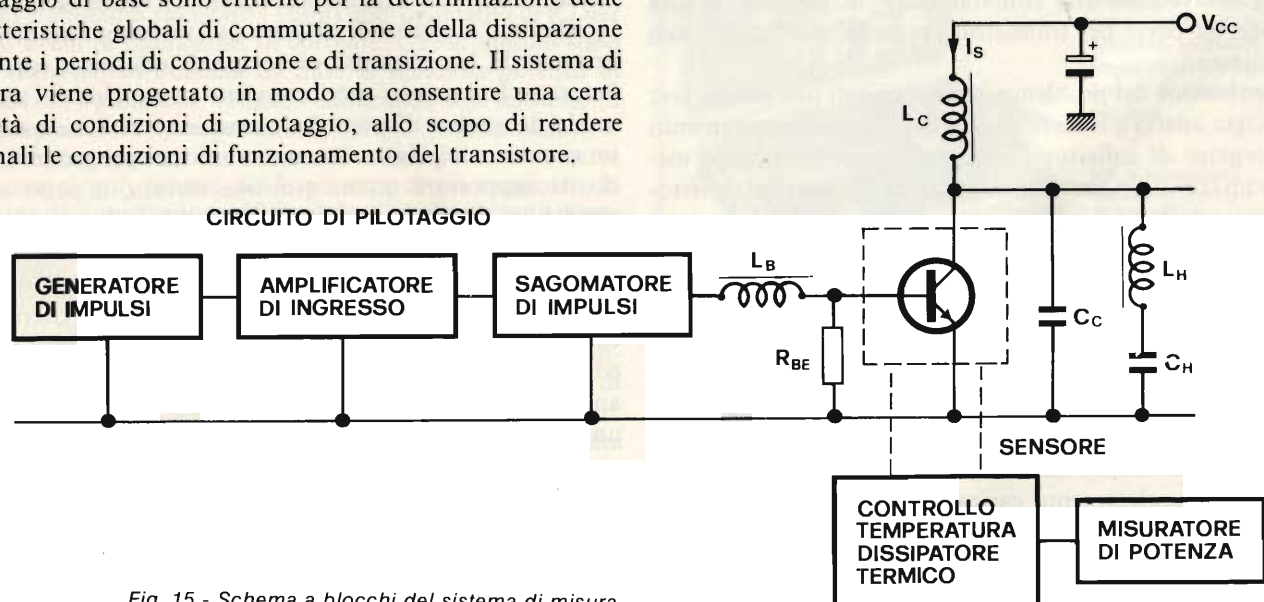 aggio di base sono critiche per la determinazione delle
tteristiche globali di commutazione e della dissipazione
nte i periodi di conduzione e di transizione. Il sistema di
ra viene progettato in modo da consentire una certa
tà di condizioni di pilotaggio, allo scopo di rendere
nali le condizioni di funzionamento del transistore.
VCC
+
IS
LC
CIRCUITO DI PILOTAGGIO
GENERATORE
DI IMPULSI
AMPLIFICATORE
DI INGRESSO
SAGOMATORE
DI IMPULSI
LB
RBE
CC
LH
CH
SENSORE
CONTROLLO
TEMPERATURA
DISSIPATORE
TERMICO
MISURATORE
DI POTENZA
Fig. 15 - Schema a blocchi del sistema di misura